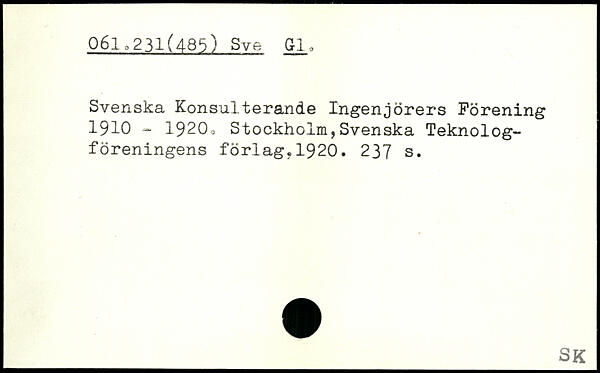 061.231(485) Sve Gl.
Svenska Konsulterande Ingenjörers Förening
1910 - 1920. Stockholm,Svenska Teknolog-
föreningens förlag,1920. 237 s.
SK